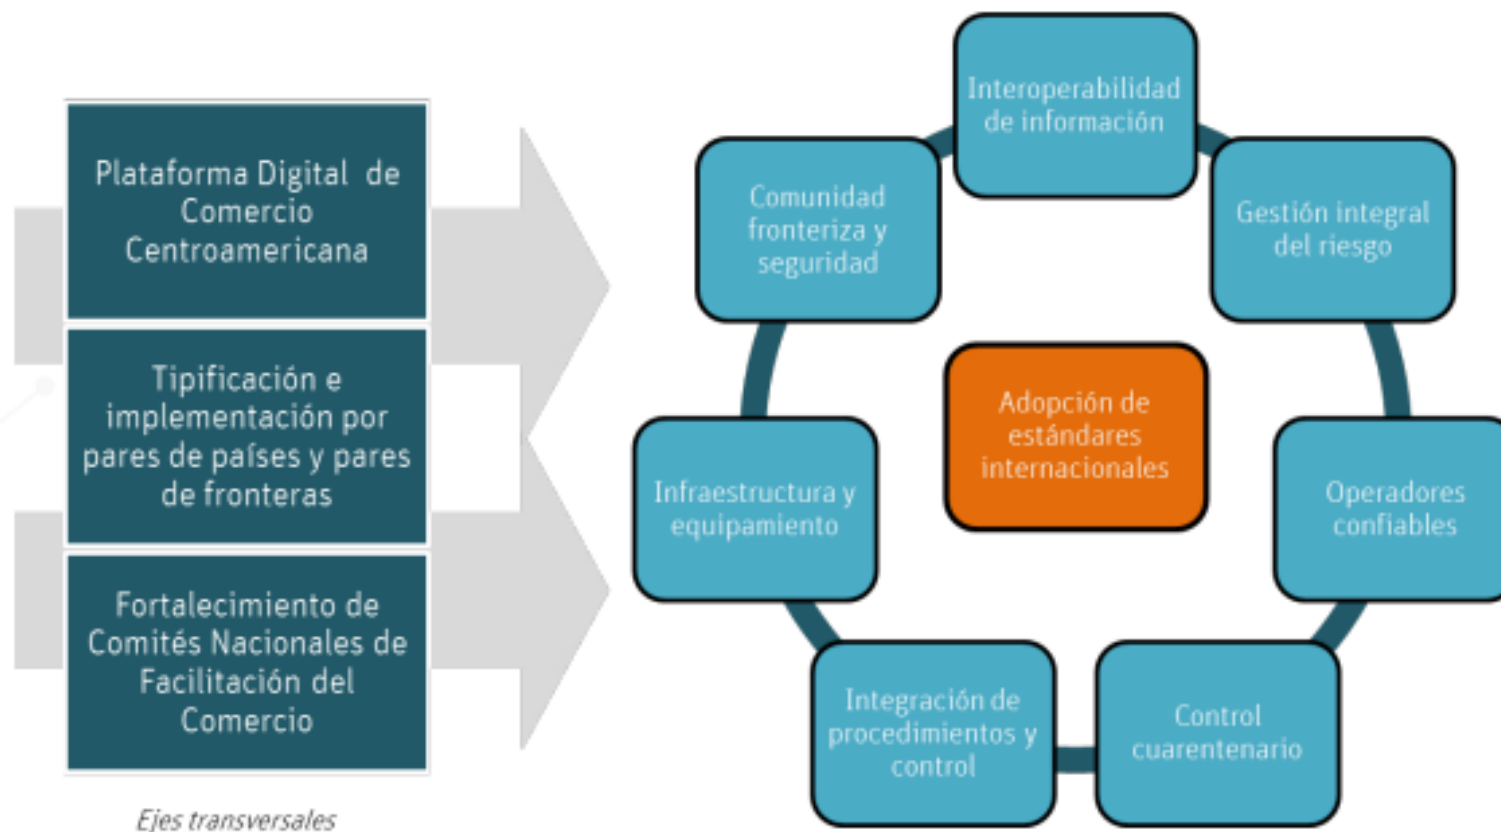 Plataforma Digital de
Comercio
Centroamericana
Tipificación e
implementación por
pares de países y pares
de fronteras
Fortalecimiento de
Comités Nacionales de
Facilitación del
Comercio
Ejes transversales
Interoperabilidad
de información
Gestión integral
del riesgo
Operadores
confiables
Control
cuarentenario
Integración de
procedimientos y
control
Infraestructura y
equipamiento
Comunidad
fronteriza y
seguridad
Adopción de
estándares
internacionales